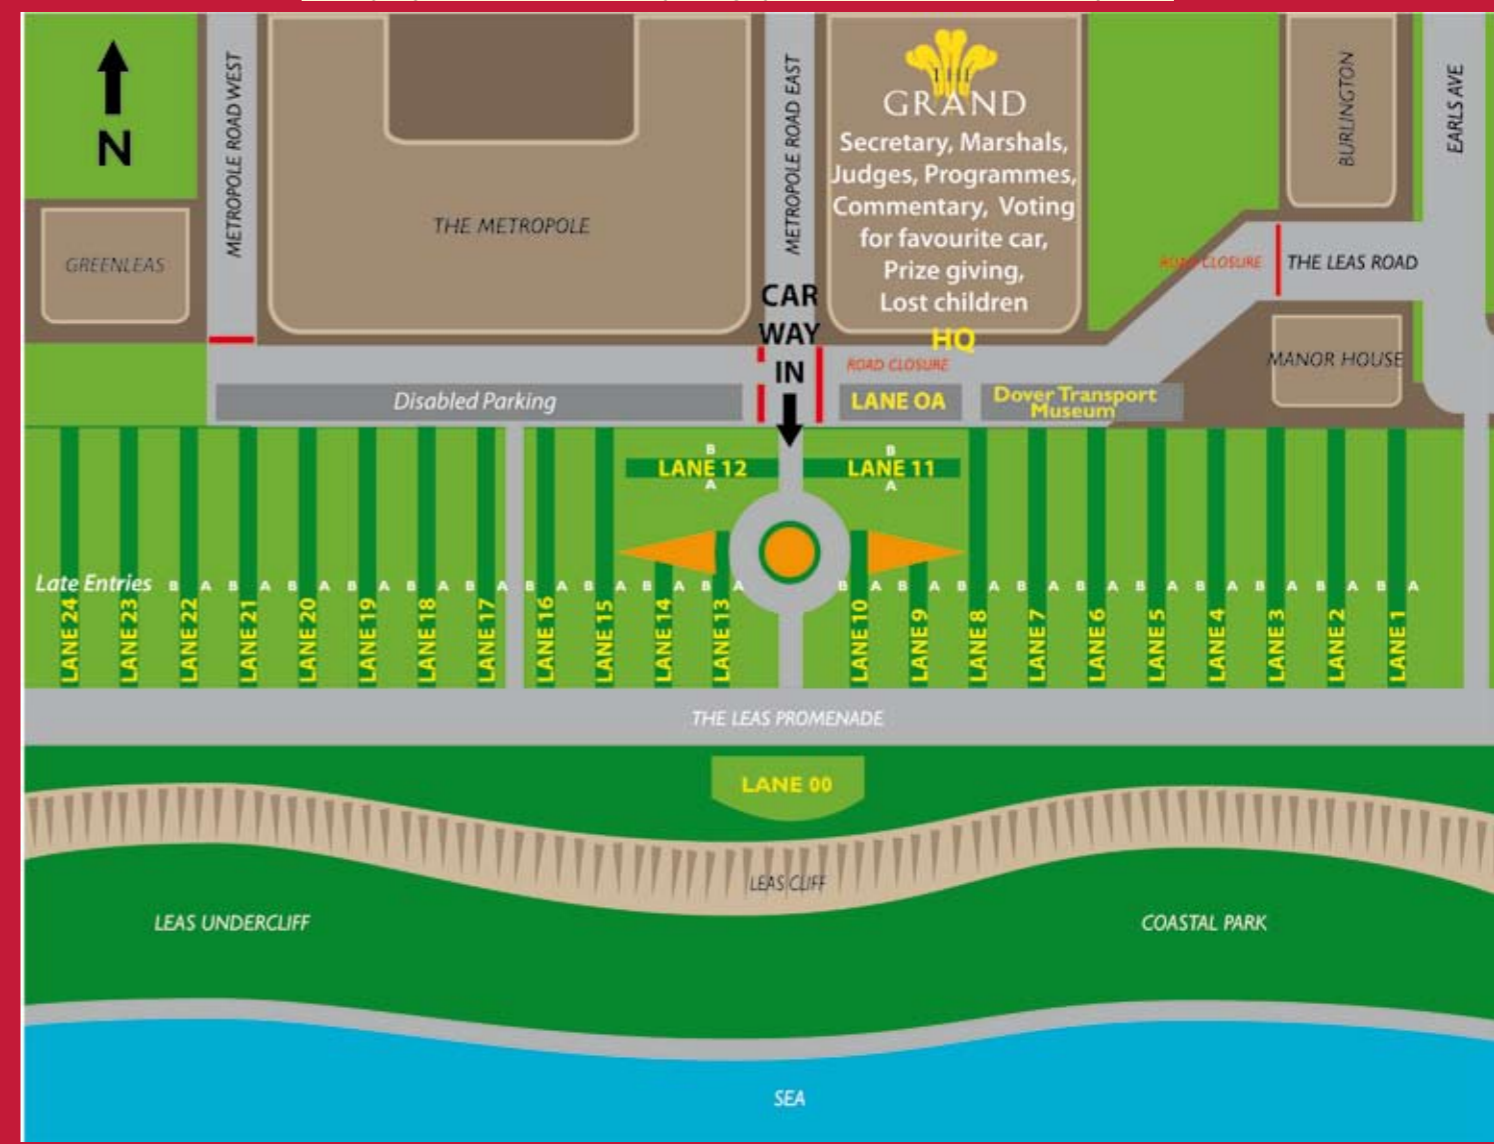 N
METROPOLE ROAD WEST
THE METROPOLE
METROPOLE ROAD EAST
THE
GRAND
Secretary, Marshals,
Judges, Programmes,
Commentary, Voting
for favourite car,
Prize giving,
Lost children
HQ
BURLINGTON
EARLS AVE
GREENLEAS
CAR
WAY
IN
ROAD CLOSURE
THE LEAS ROAD
ROAD CLOSURE
MANOR HOUSE
Disabled Parking
LANE OA
Dover Transport
Museum
B
LANE 12
A
B
LANE 11
A
Late Entries
B A B A B A B A B A B A B A B A B A B A
B A B A B A B A B A B A B A B A B A B A
LANE 24
LANE 23
LANE 22
LANE 21
LANE 20
LANE 19
LANE 18
LANE 17
LANE 16
LANE 15
LANE 14
LANE 13
LANE 10
LANE 9
LANE 8
LANE 7
LANE 6
LANE 5
LANE 4
LANE 3
LANE 2
LANE 1
THE LEAS PROMENADE
LANE 00
LEAS CLIFF
LEAS UNDERCLIFF
COASTAL PARK
SEA